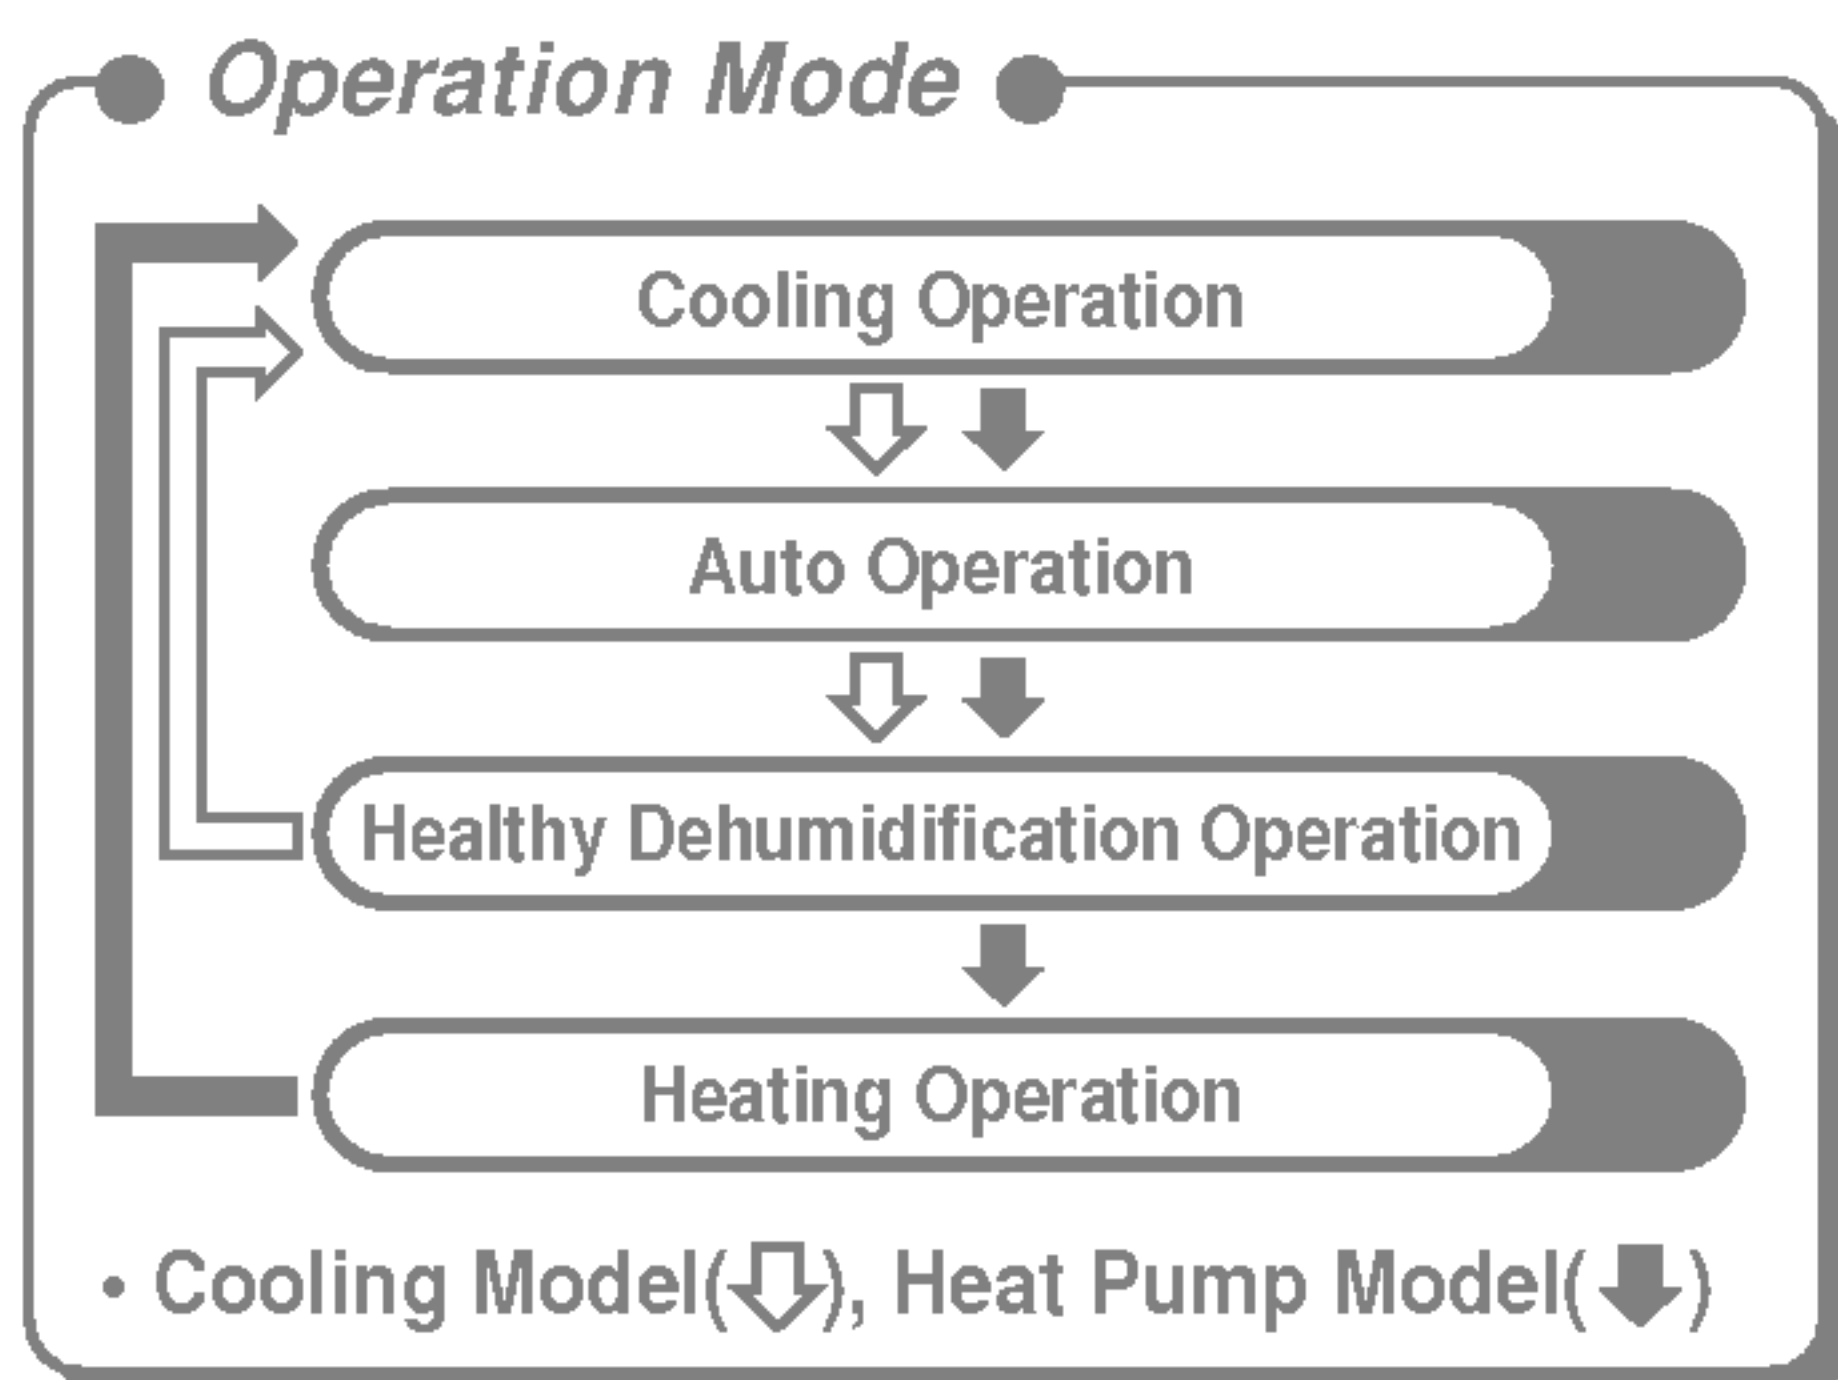 Operation Mode
Cooling Operation
Auto Operation
Healthy Dehumidification Operation
Heating Operation
• Cooling Model(⇩), Heat Pump Model(⬇)